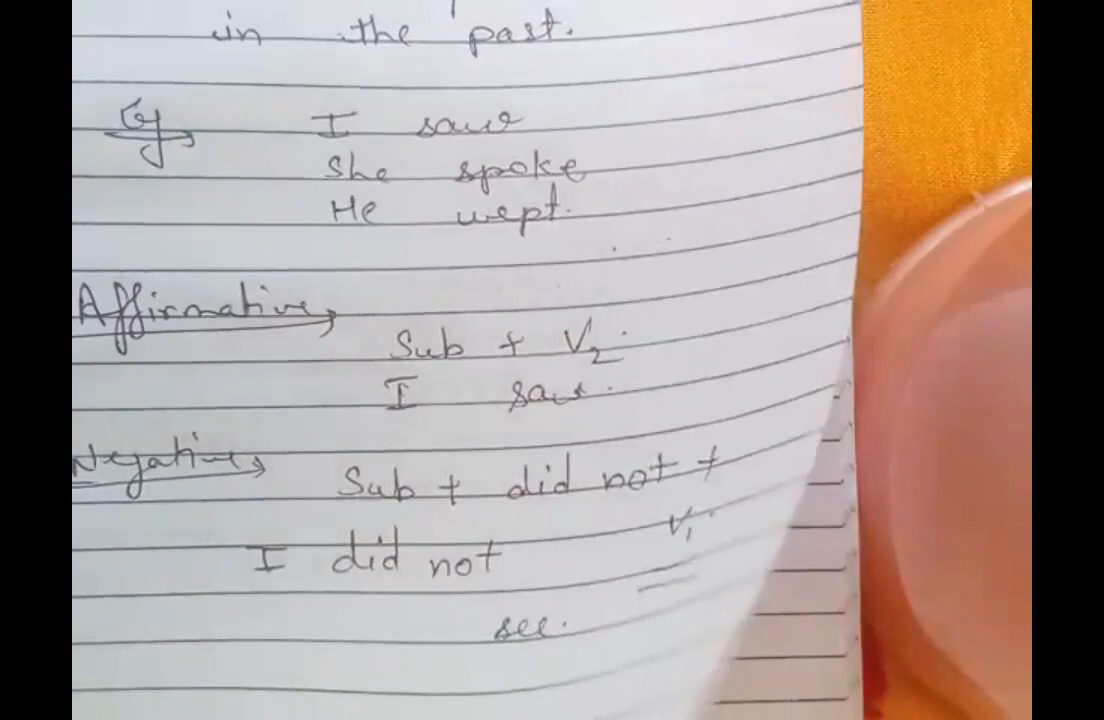 in the past.
Eg I saw
She spoke
He wept.
Affirmative
Sub + V2.
I saw.
Negative
Sub + did not +
V1
I did not
see.